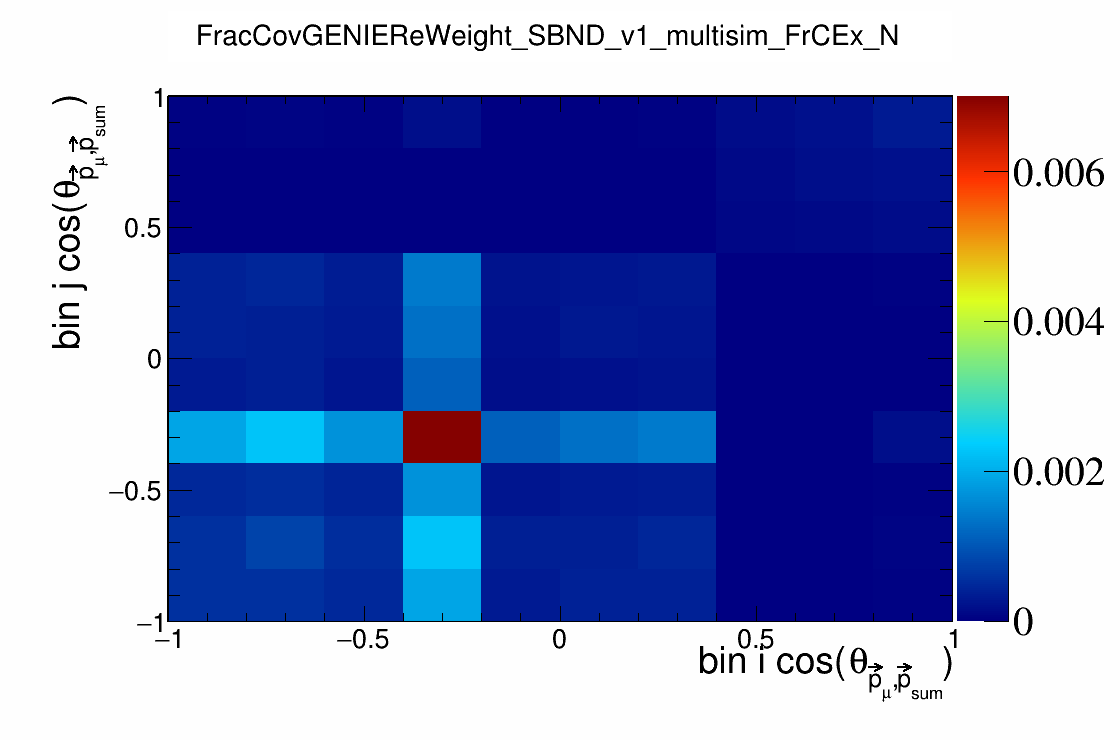 FracCovGENIEReWeight_SBND_v1_multisim_FrCEx_N
bin j cos(θ p⃗μ,p⃗sum)
1
0.5
0
−0.5
−1
−1 −0.5 0 0.5 1
bin i cos(θ p⃗μ,p⃗sum)
0.006
0.004
0.002
0